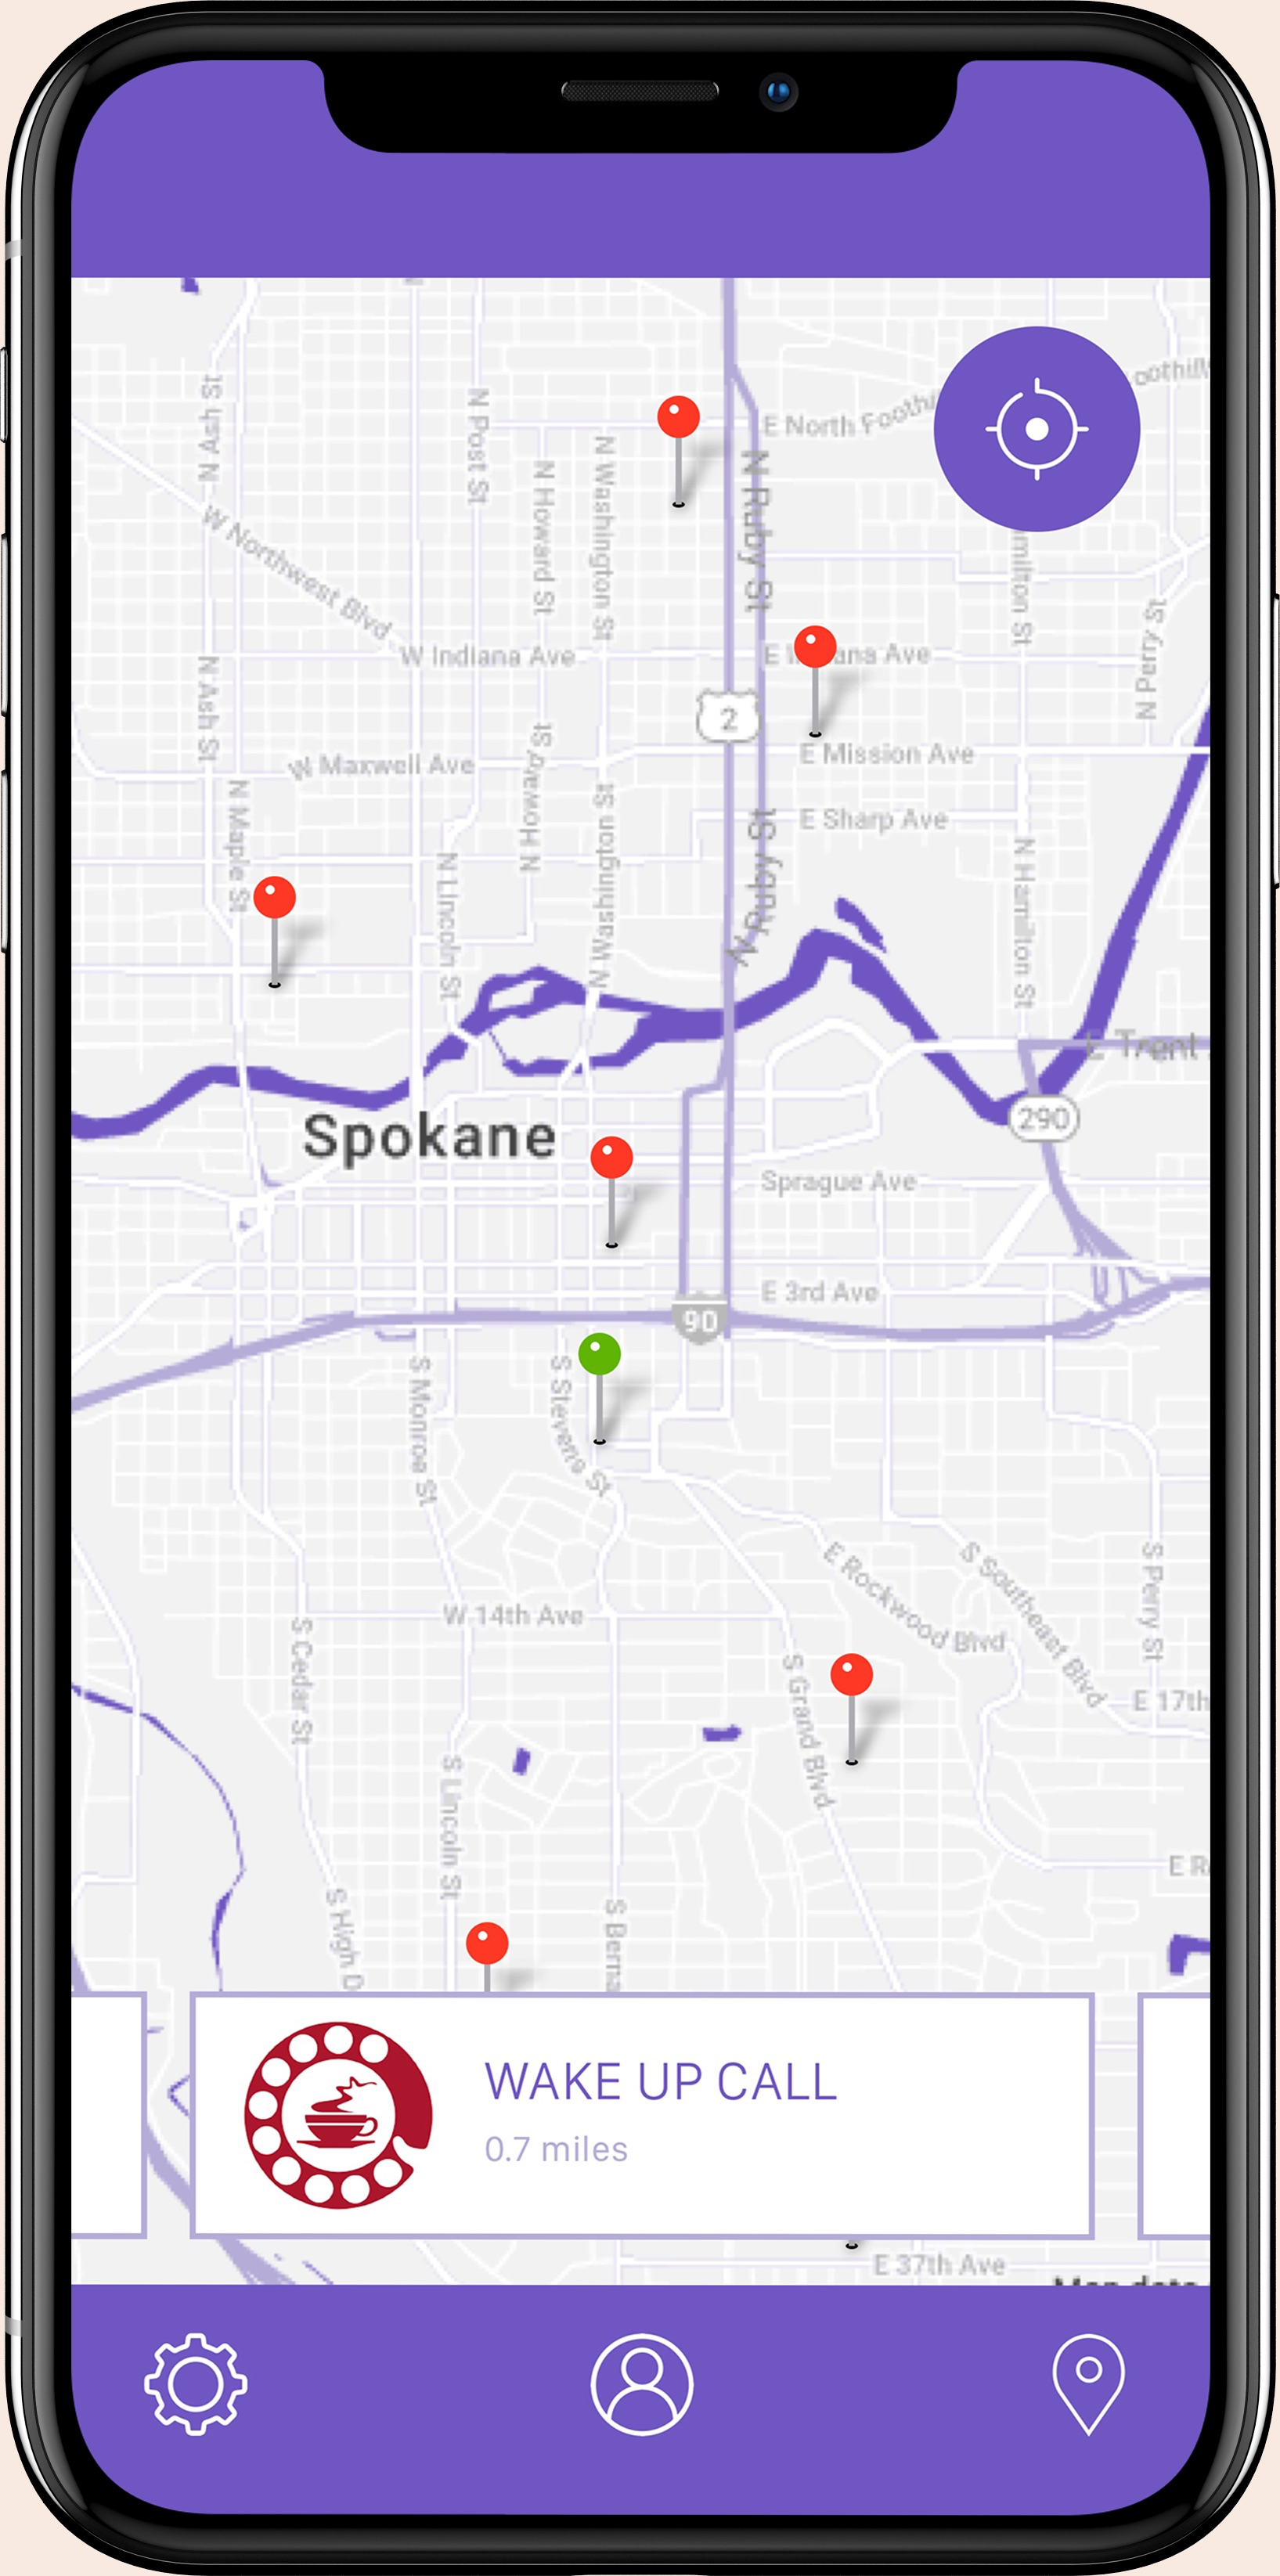 N Ash St
N Post St
E North Foothi
oothill
N Howard St
N Washington St
N Ruby St
W Northwest Blvd
milton St
N Perry St
W Indiana Ave
E I ana Ave
N Ash St
2
W Maxwell Ave
E Mission Ave
N Howard St
N Maple St
N Washington St
N Ruby St
E Sharp Ave
N Lincoln St
N Hamilton St
E Trent
290
Spokane
Sprague Ave
E 3rd Ave
90
S Monroe St
S Stevens St
E Rockwood Blvd
S Southeast Blvd
S Perry St
W 14th Ave
S Cedar St
S Grand Blvd
E 17th
S Lincoln St
E R
S High D
S Berna
WAKE UP CALL
0.7 miles
E 37th Ave